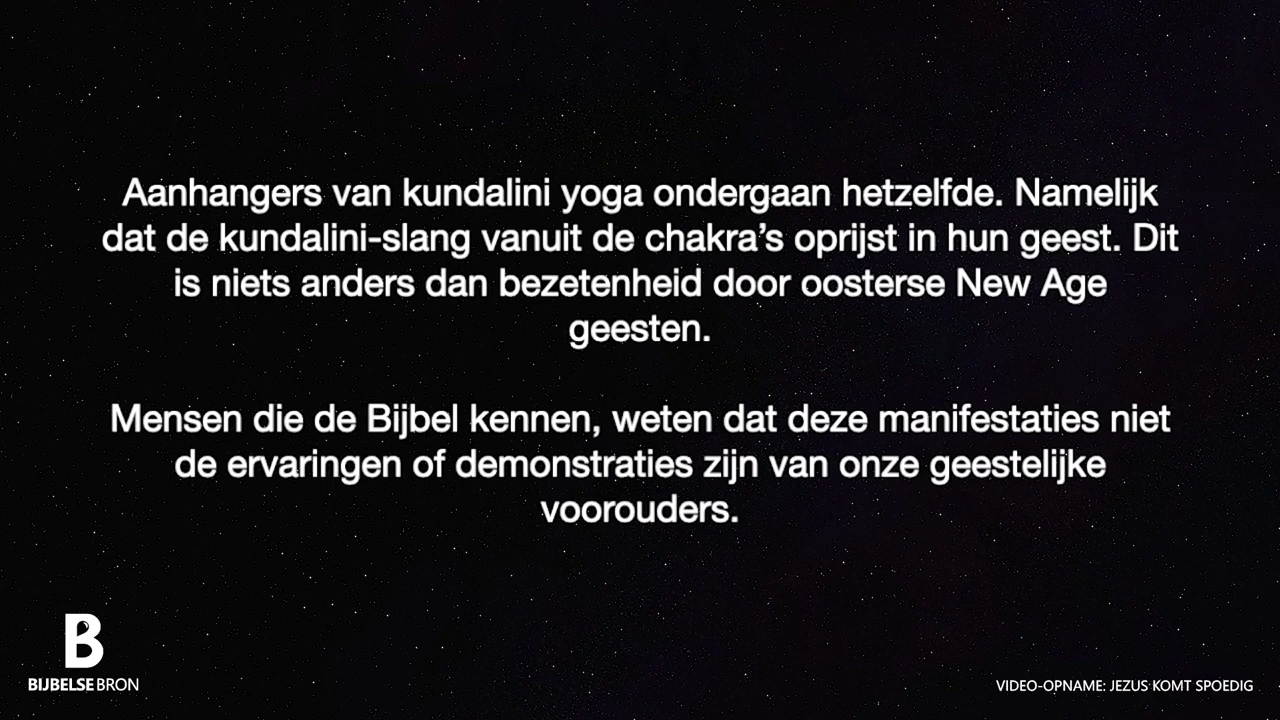 Aanhangers van kundalini yoga ondergaan hetzelfde. Namelijk
dat de kundalini-slang vanuit de chakra’s oprijst in hun geest. Dit
is niets anders dan bezetenheid door oosterse New Age
geesten.
Mensen die de Bijbel kennen, weten dat deze manifestaties niet
de ervaringen of demonstraties zijn van onze geestelijke
voorouders.
B
BIJBELSE BRON
VIDEO-OPNAME: JEZUS KOMT SPOEDIG